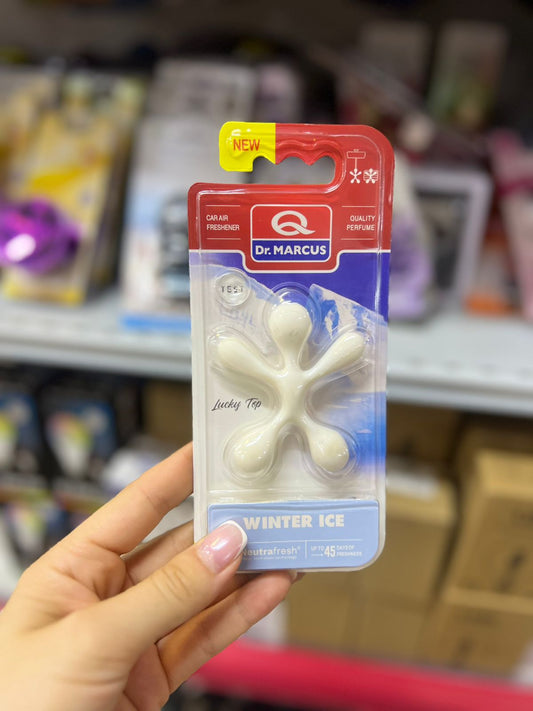 NEW
CAR AIR
FRESHENER
Dr. MARCUS
QUALITY
PERFUME
TEST
Lucky Top
WINTER ICE
Neutrafresh®
UP TO 45 DAYS OF
FRESHNESS